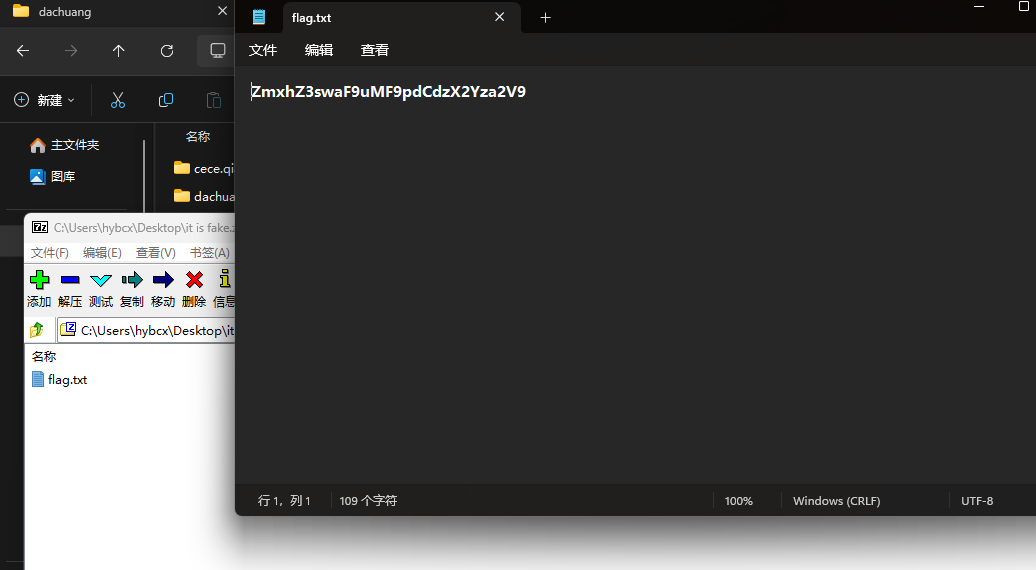 dachuang
flag.txt
文件 编辑 查看
ZmxhZ3swaF9uMF9pdCdzX2Yza2V9
新建
名称
主文件夹
cece.qi
图库
dachua
C:\Users\hybcx\Desktop\it is fake.z
文件(F) 编辑(E) 查看(V) 书签(A)
添加 解压 测试 复制 移动 删除 信息
C:\Users\hybcx\Desktop\it
名称
flag.txt
行 1，列 1 109 个字符 100% Windows (CRLF) UTF-8